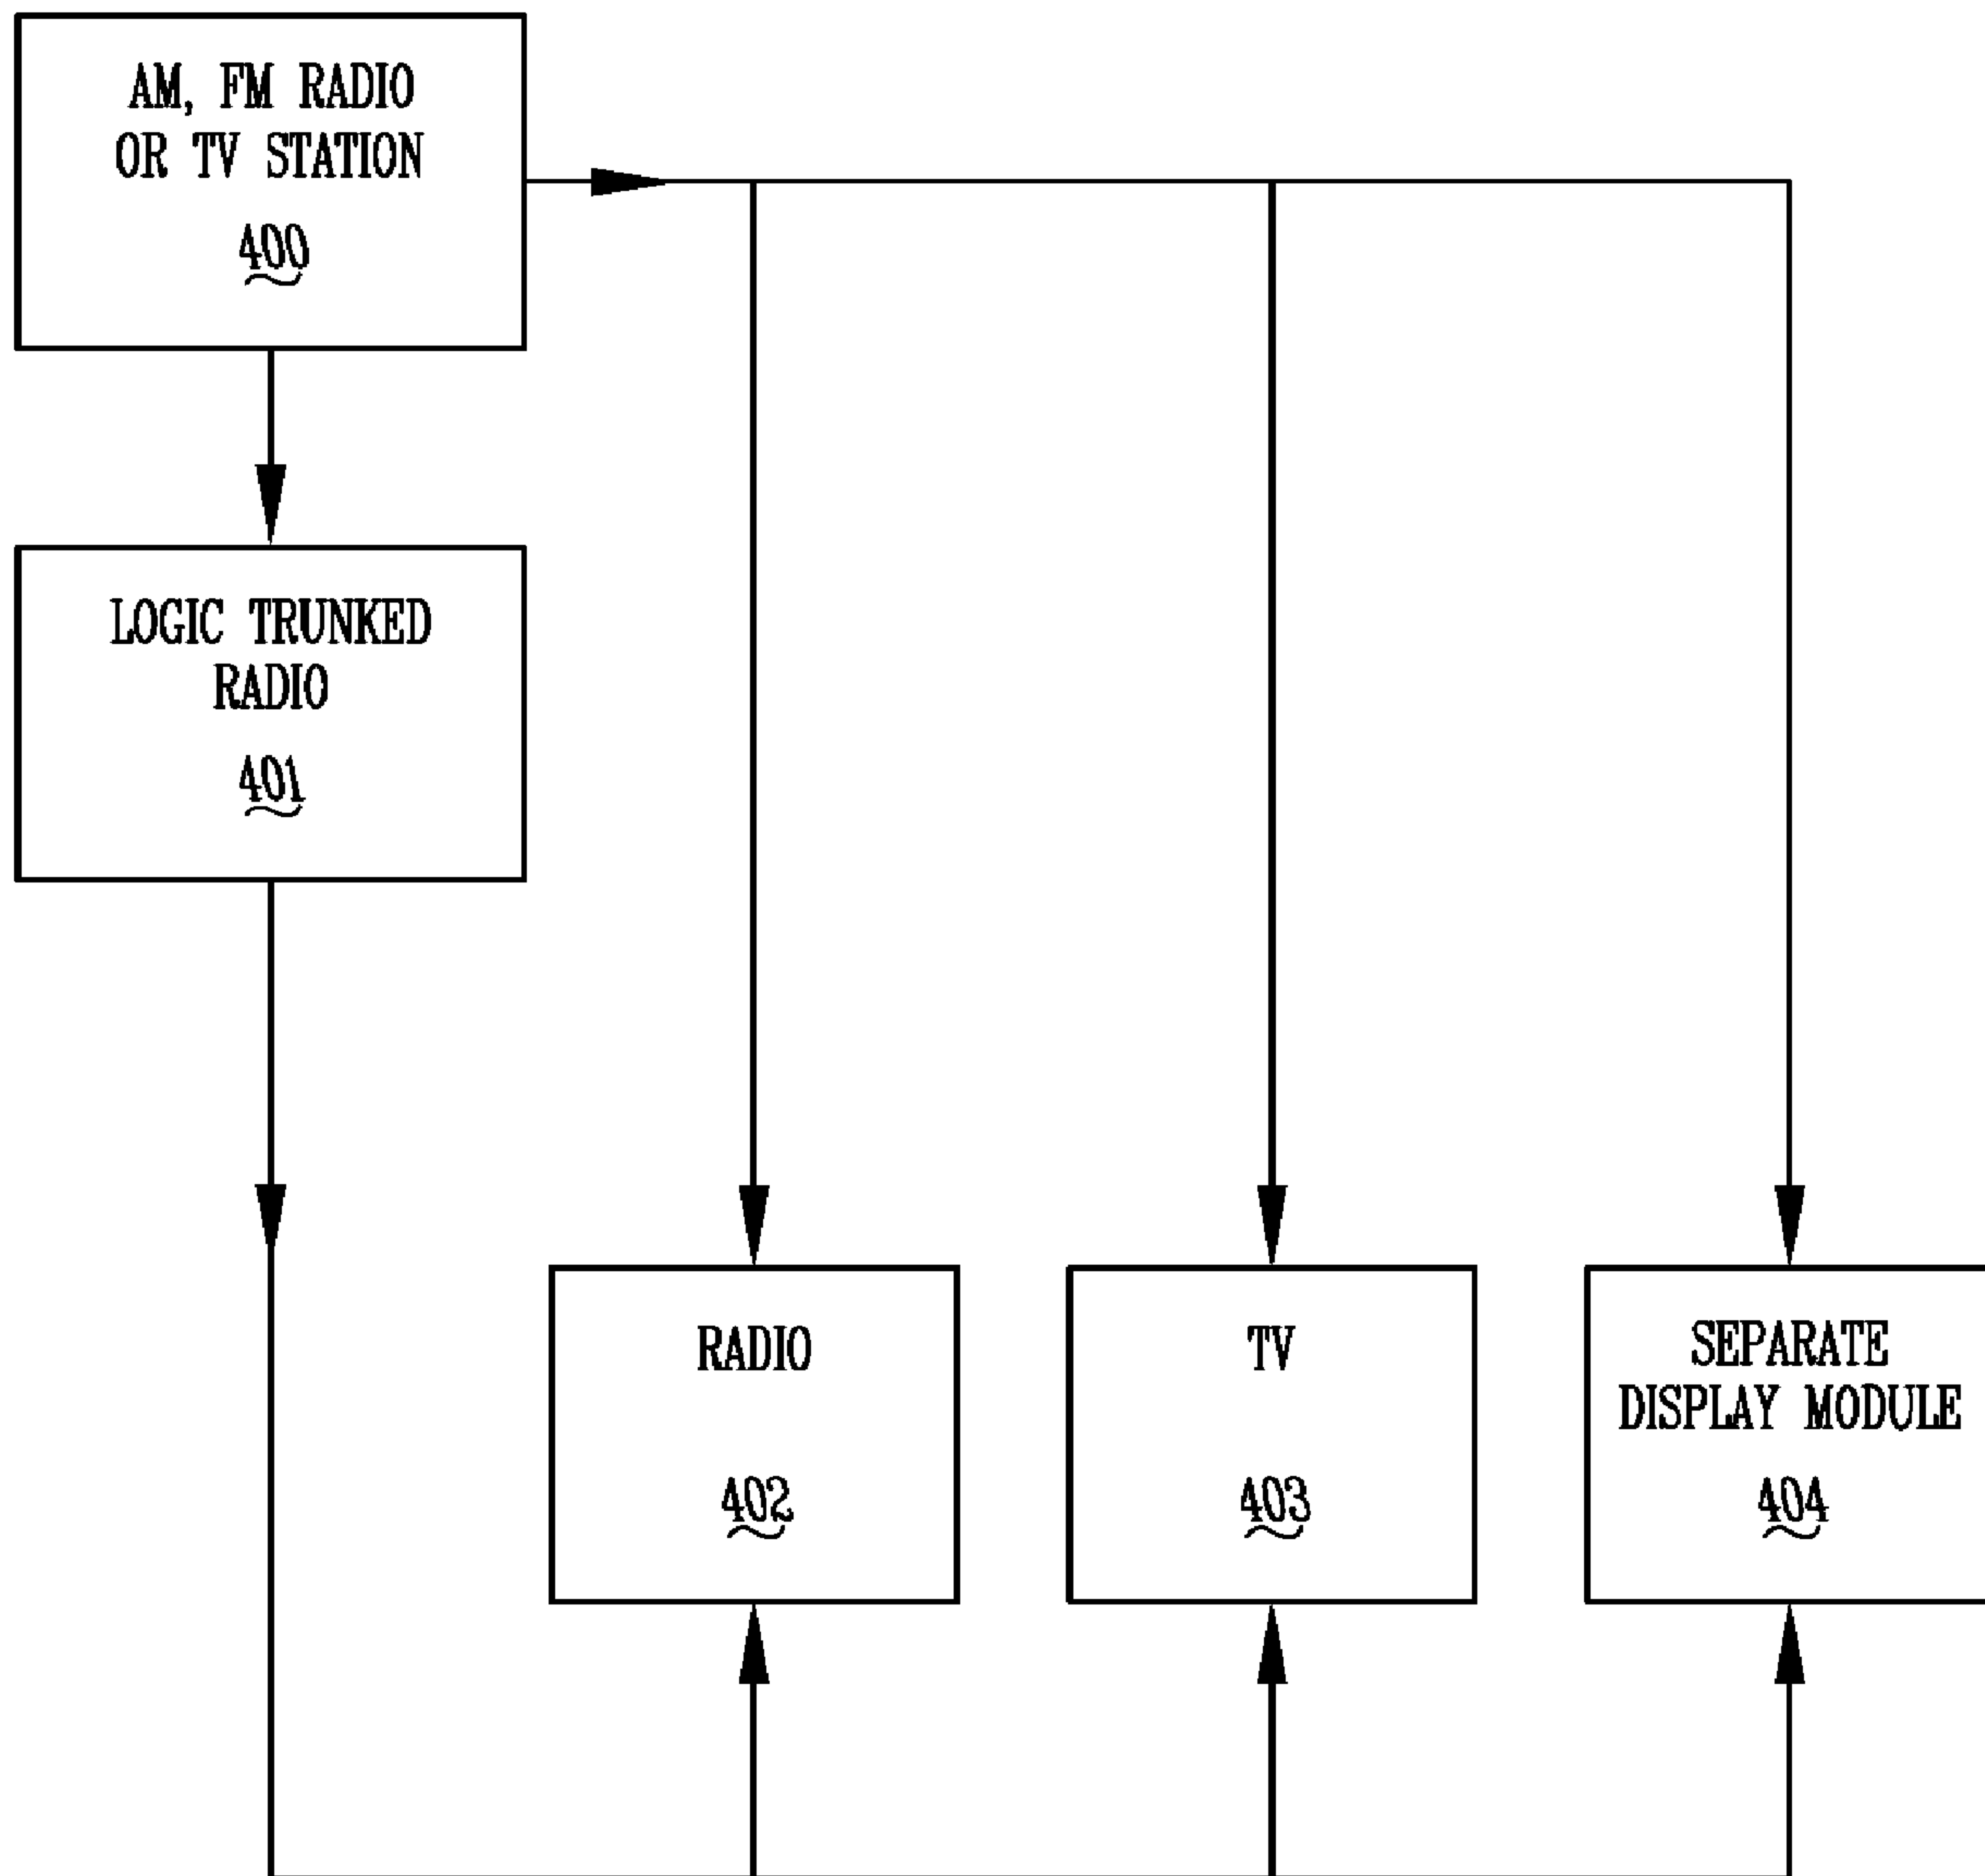 AM, FM RADIO
OR TV STATION
400
LOGIC TRUNKED
RADIO
401
RADIO
402
TV
403
SEPARATE
DISPLAY MODULE
404